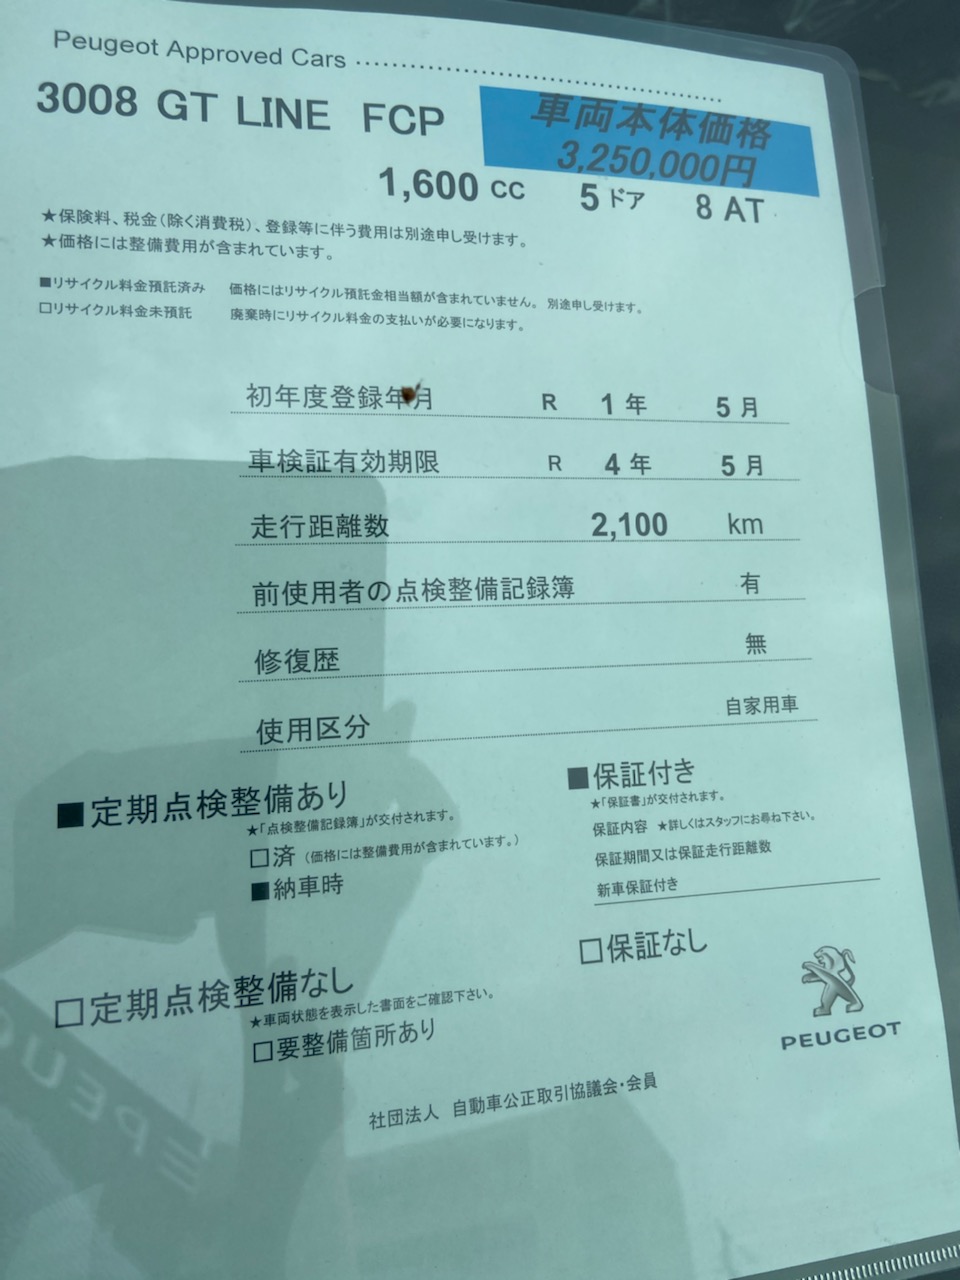 Peugeot Approved Cars
3008 GT LINE FCP
車両本体価格
3,250,000円
1,600 CC 5 ドア 8 AT
★保険料、税金（除く消費税）、登録等に伴う費用は別途申し受けます。
★価格には整備費用が含まれています。
■リサイクル料金預託済み 価格にはリサイクル預託金相当額が含まれていません。 別途申し受けます。
□リサイクル料金未預託 廃棄時にリサイクル料金の支払いが必要になります。
初年度登録年月 R 1 年 5 月
車検証有効期限 R 4 年 5 月
走行距離数 2,100 km
前使用者の点検整備記録簿 有
修復歴 無
使用区分 自家用車
■定期点検整備あり
★「点検整備記録簿」が交付されます。
□済（価格には整備費用が含まれています。）
■納車時
■保証付き
★「保証書」が交付されます。
保証内容 ★詳しくはスタッフにお尋ね下さい。
保証期間又は保証走行距離数
新車保証付き
□定期点検整備なし
★車両状態を表示した書面をご確認下さい。
□要整備箇所あり
□保証なし
PEUGEOT
社団法人 自動車公正取引協議会・会員